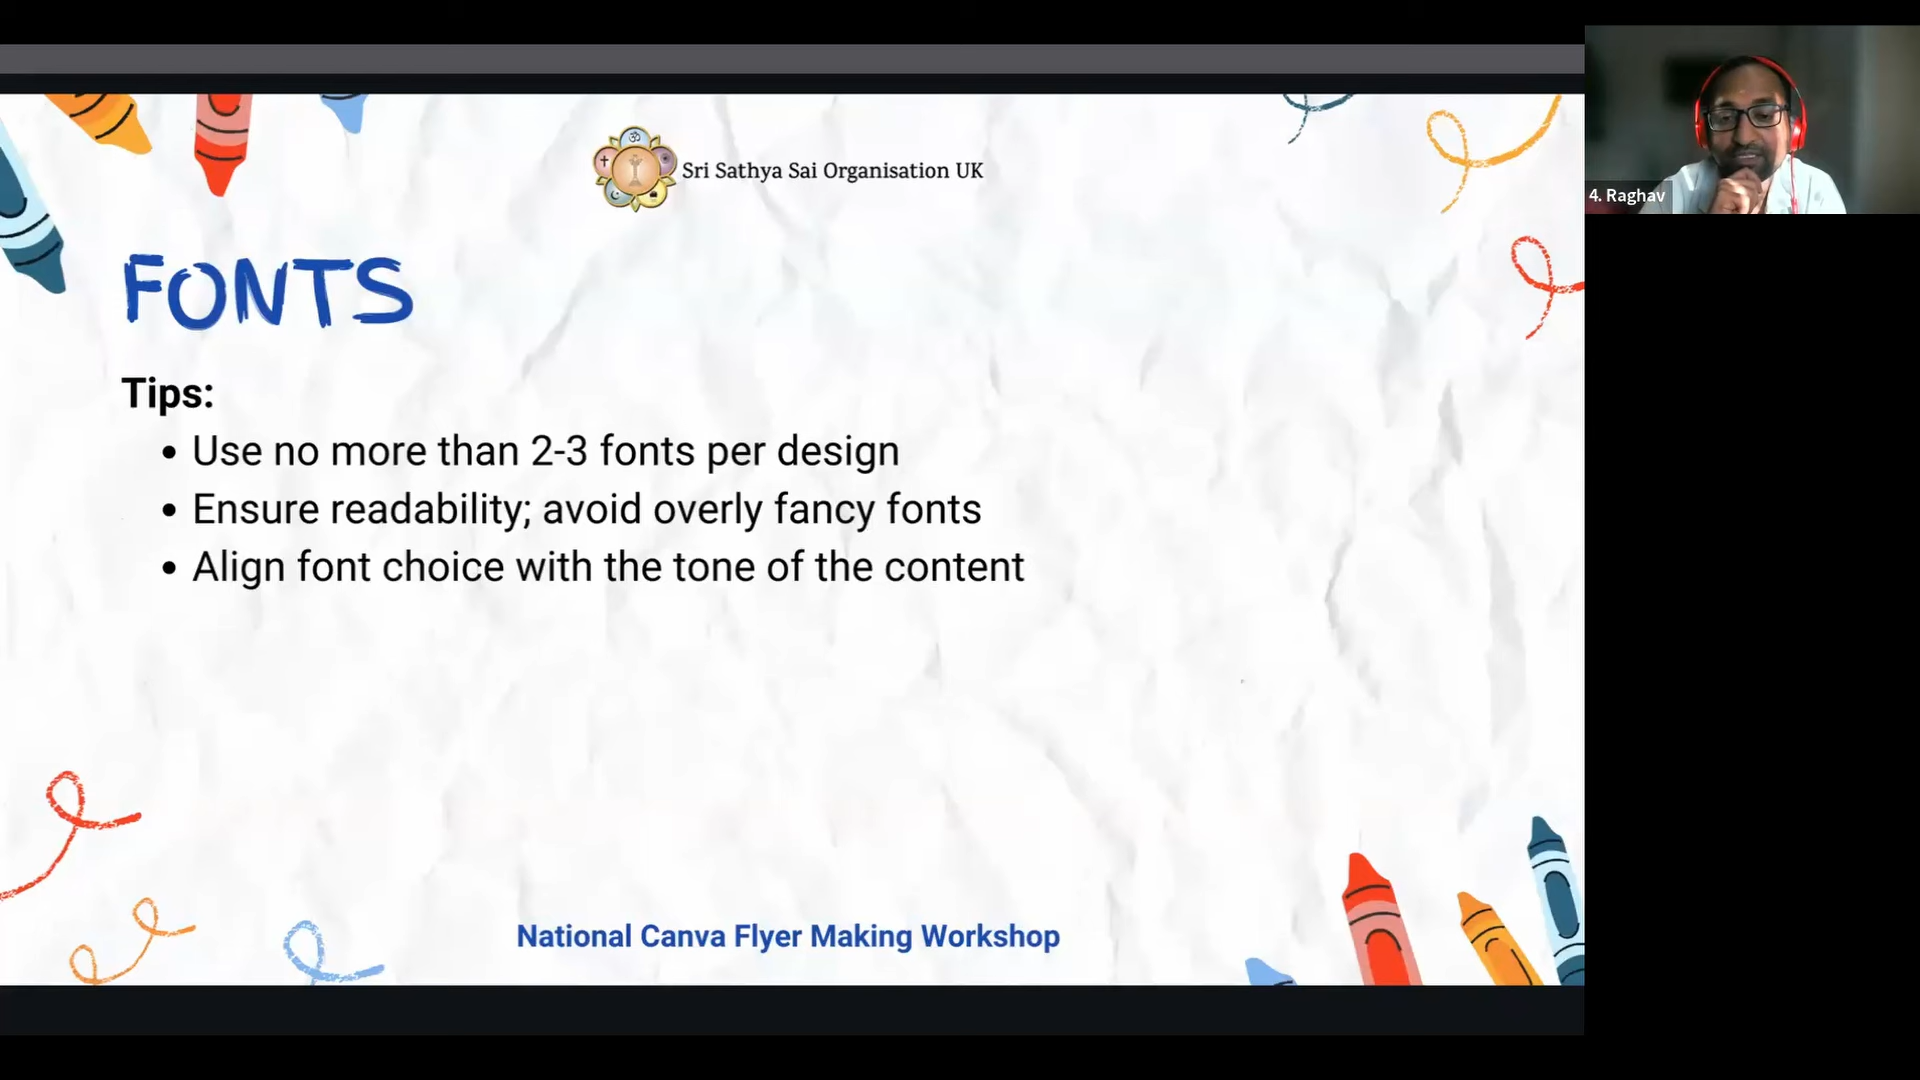 Sri Sathya Sai Organisation UK
4. Raghav
FONTS
Tips:
• Use no more than 2-3 fonts per design
• Ensure readability; avoid overly fancy fonts
• Align font choice with the tone of the content
National Canva Flyer Making Workshop